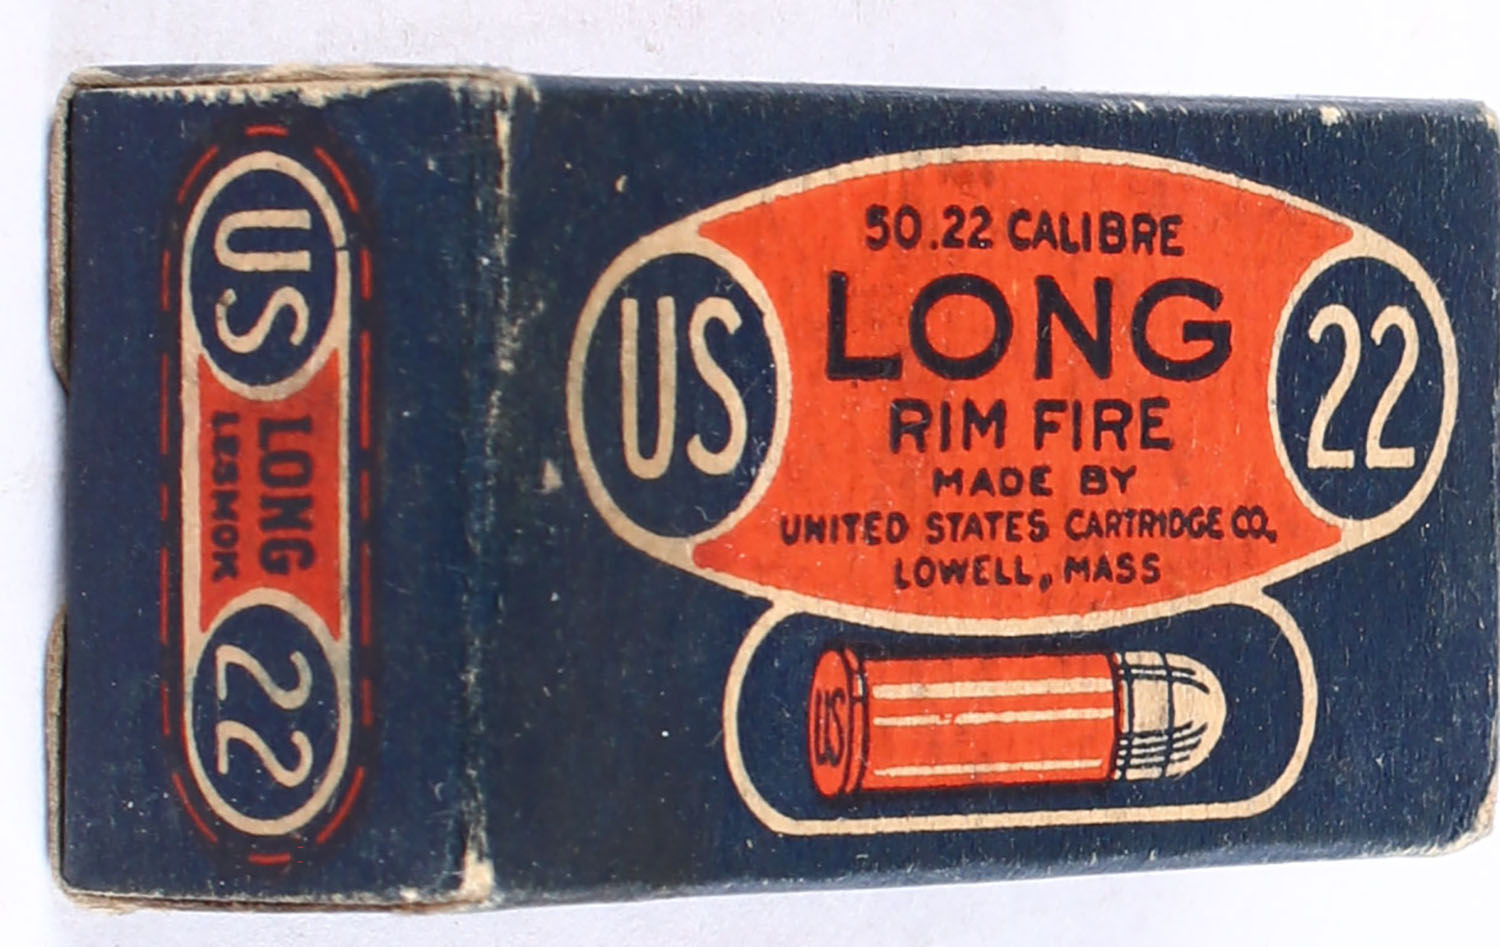 US
LONG
LESMOK
22
50.22 CALIBRE
LONG
RIM FIRE
MADE BY
UNITED STATES CARTRIDGE CO.
LOWELL, MASS
US
22
US